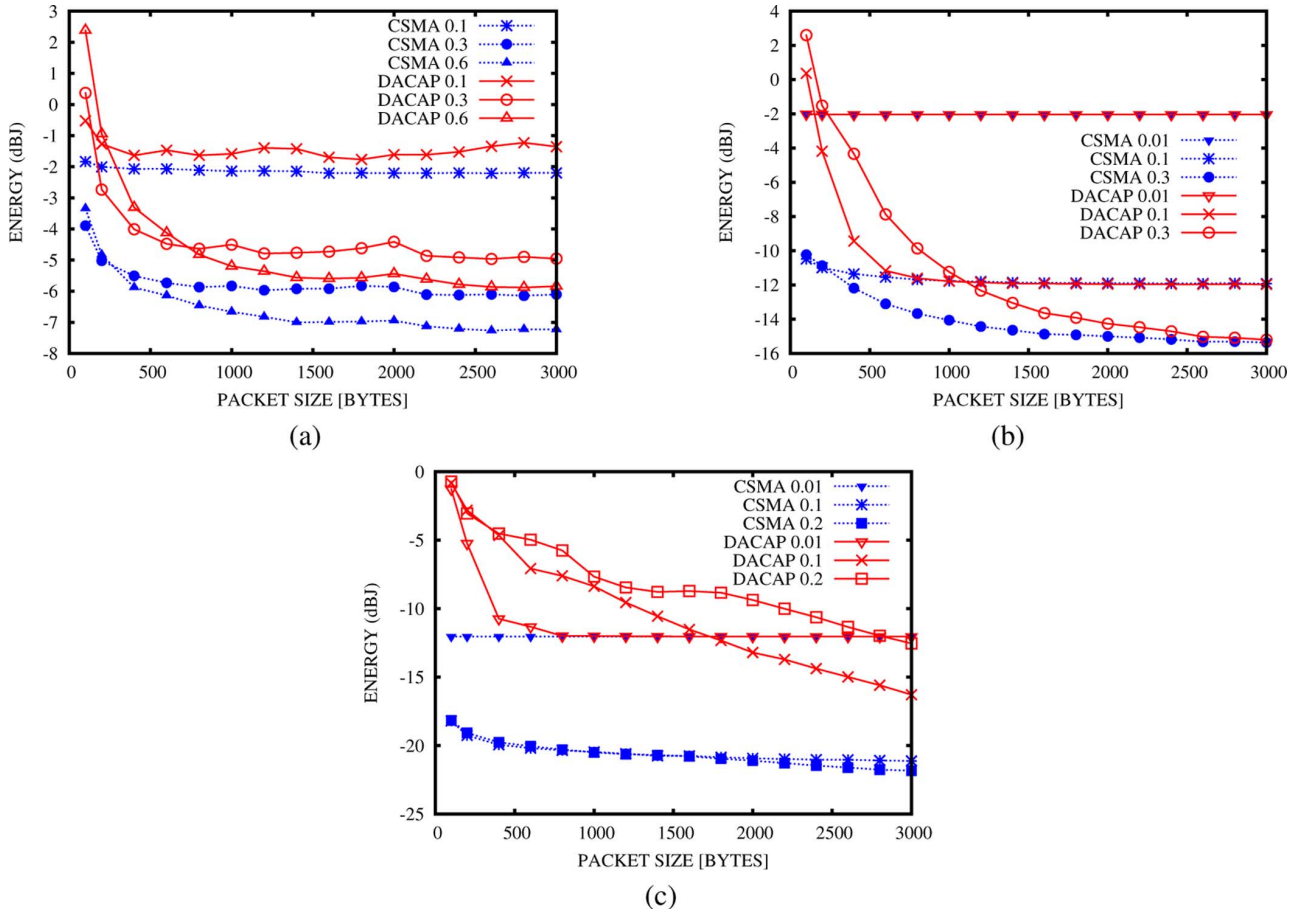 5
4
3
2
1
0
-1
-2
-3
-4
-5
-6
-7
-8
ENERGY (dBJ)
CSMA 0.1
CSMA 0.3
CSMA 0.6
DACAP 0.1
DACAP 0.3
DACAP 0.6
0 500 1000 1500 2000 2500 3000
PACKET SIZE [BYTES]
(a)
4
2
0
-2
-4
-6
-8
-10
-12
-14
-16
ENERGY (dBJ)
CSMA 0.01
CSMA 0.1
CSMA 0.3
DACAP 0.01
DACAP 0.1
DACAP 0.3
0 500 1000 1500 2000 2500 3000
PACKET SIZE [BYTES]
(b)
0
-5
-10
-15
-20
-25
ENERGY (dBJ)
CSMA 0.01
CSMA 0.1
CSMA 0.2
DACAP 0.01
DACAP 0.1
DACAP 0.2
0 500 1000 1500 2000 2500 3000
PACKET SIZE [BYTES]
(c)